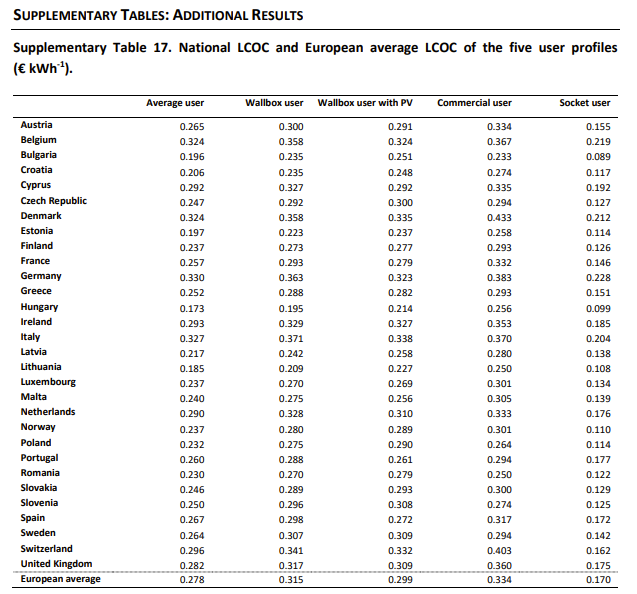 SUPPLEMENTARY TABLES: ADDITIONAL RESULTS
Supplementary Table 17. National LCOC and European average LCOC of the five user profiles
(€ kWh⁻¹).
Average user Wallbox user Wallbox user with PV Commercial user Socket user
Austria 0.265 0.300 0.291 0.334 0.155
Belgium 0.324 0.358 0.324 0.367 0.219
Bulgaria 0.196 0.235 0.251 0.233 0.089
Croatia 0.206 0.235 0.248 0.274 0.117
Cyprus 0.292 0.327 0.292 0.335 0.192
Czech Republic 0.247 0.292 0.300 0.294 0.127
Denmark 0.324 0.358 0.335 0.433 0.212
Estonia 0.197 0.223 0.237 0.258 0.114
Finland 0.237 0.273 0.277 0.293 0.126
France 0.257 0.293 0.279 0.332 0.146
Germany 0.330 0.363 0.323 0.383 0.228
Greece 0.252 0.288 0.282 0.293 0.151
Hungary 0.173 0.195 0.214 0.256 0.099
Ireland 0.293 0.329 0.327 0.353 0.185
Italy 0.327 0.371 0.338 0.370 0.204
Latvia 0.217 0.242 0.258 0.280 0.138
Lithuania 0.185 0.209 0.227 0.250 0.108
Luxembourg 0.237 0.270 0.269 0.301 0.134
Malta 0.240 0.275 0.256 0.305 0.139
Netherlands 0.290 0.328 0.310 0.333 0.176
Norway 0.237 0.280 0.289 0.301 0.110
Poland 0.232 0.275 0.290 0.264 0.114
Portugal 0.260 0.288 0.261 0.294 0.177
Romania 0.230 0.270 0.279 0.250 0.122
Slovakia 0.246 0.289 0.293 0.300 0.129
Slovenia 0.250 0.296 0.308 0.274 0.125
Spain 0.267 0.298 0.272 0.317 0.172
Sweden 0.264 0.307 0.309 0.294 0.142
Switzerland 0.296 0.341 0.332 0.403 0.162
United Kingdom 0.282 0.317 0.309 0.360 0.175
European average 0.278 0.315 0.299 0.334 0.170